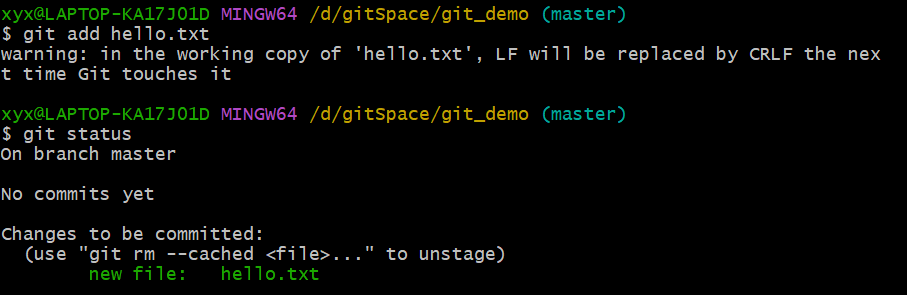 xyx@LAPTOP-KA17J01D MINGW64 /d/gitSpace/git_demo (master)
$ git add hello.txt
warning: in the working copy of 'hello.txt', LF will be replaced by CRLF the nex
t time Git touches it
xyx@LAPTOP-KA17J01D MINGW64 /d/gitSpace/git_demo (master)
$ git status
On branch master
No commits yet
Changes to be committed:
  (use "git rm --cached <file>..." to unstage)
        new file:   hello.txt